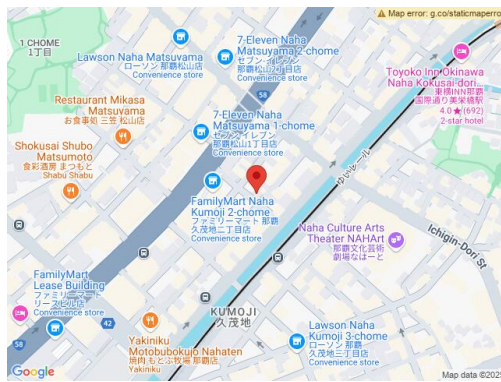 Map error: g.co/staticmaperro
1 CHOME
1丁目
Lawson Naha
Matsuyama
ローソン 那覇
那覇松山店
Convenience store
7-Eleven Naha
Matsuyama 2-chome
セブン-イレブン
那覇松山2丁目店
Convenience store
58
Toyoko Inn Okinawa
Naha Kokusai-dori...
東横INN那覇
国際通り美栄橋駅
4.0★(692)
2-star hotel
Restaurant Mikasa
Matsuyama
お食事処 三笠 松山店
7-Eleven Naha
Matsuyama 1-chome
セブン-イレブン
那覇松山1丁目店
Convenience store
Shokusai Shubo
Matsumoto
食彩酒房 まつもと
Shabu Shabu
ゆいレール
FamilyMart Naha
Kumoji 2-chome
ファミリーマート 那覇
久茂地二丁目店
Convenience store
Naha Culture Arts
Theater NAHArt
那覇文化芸術
劇場なはーと
Ichigin-Dori St
FamilyMart
Lease Building
ファミリーマート
リースビル店
Convenience store
58
42
KUMOJI
久茂地
Yakiniku
Motobubokujo Nahaten
焼肉 もとぶ牧場 那覇店
Yakiniku
Lawson Naha
Kumoji 3-chome
ローソン 那覇
久茂地三丁目店
Convenience store
Google
Map data ©2025